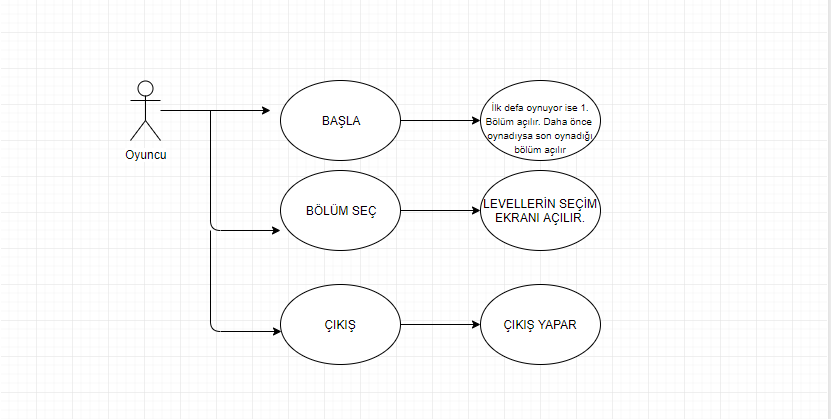 Oyuncu
BAŞLA
İlk defa oynuyor ise 1.
Bölüm açılır. Daha önce
oynadıysa son oynadığı
bölüm açılır
BÖLÜM SEÇ
LEVELLERİN SEÇİM
EKRANI AÇILIR.
ÇIKIŞ
ÇIKIŞ YAPAR